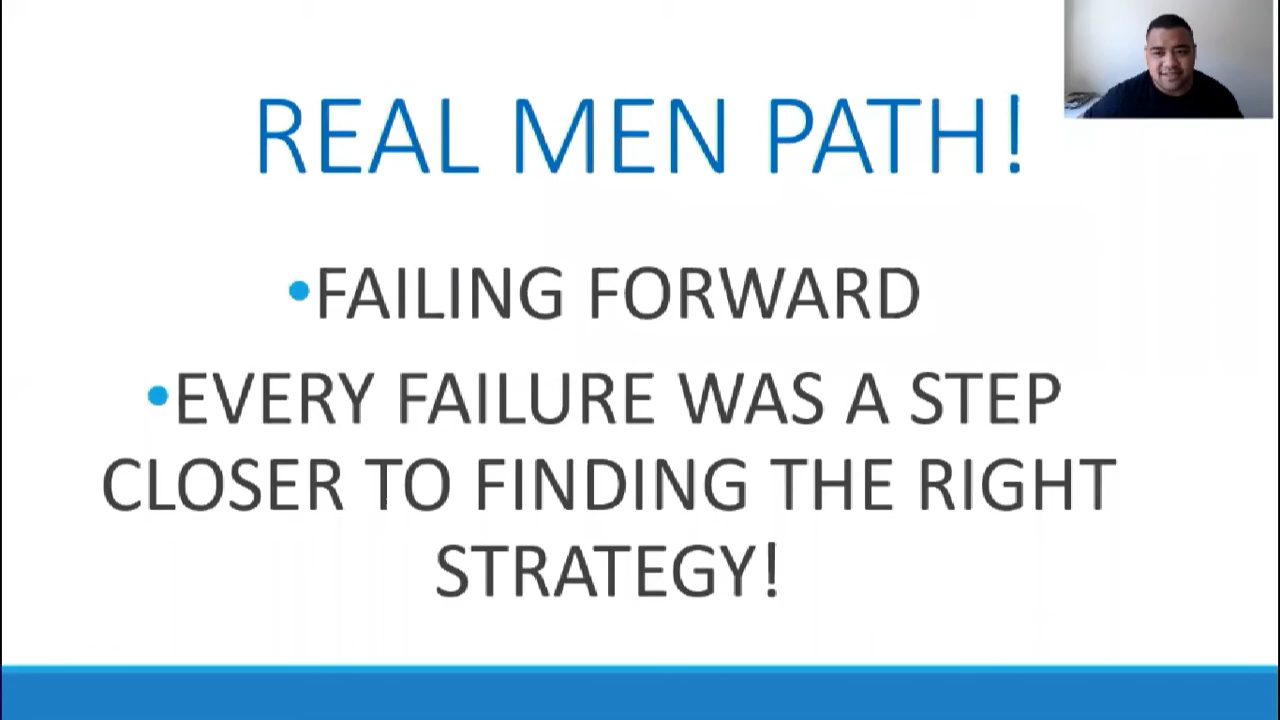 REAL MEN PATH!
•FAILING FORWARD
•EVERY FAILURE WAS A STEP
CLOSER TO FINDING THE RIGHT
STRATEGY!